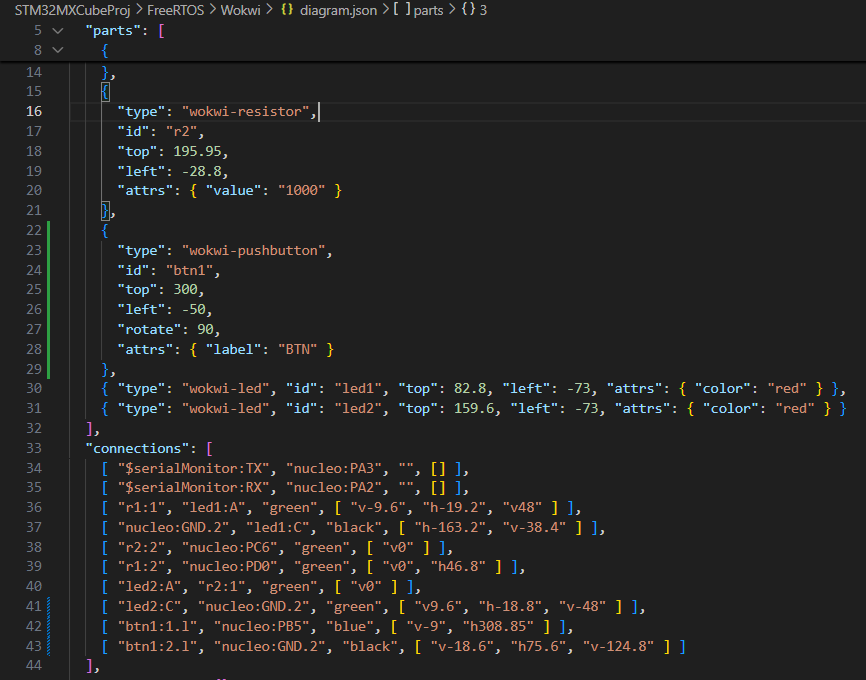 STM32MXCubeProj > FreeRTOS > Wokwi > {} diagram.json > [ ] parts > {} 3
5 "parts": [
8 {
14 },
15 {
16 "type": "wokwi-resistor",
17 "id": "r2",
18 "top": 195.95,
19 "left": -28.8,
20 "attrs": { "value": "1000" }
21 },
22 {
23 "type": "wokwi-pushbutton",
24 "id": "btn1",
25 "top": 300,
26 "left": -50,
27 "rotate": 90,
28 "attrs": { "label": "BTN" }
29 },
30 { "type": "wokwi-led", "id": "led1", "top": 82.8, "left": -73, "attrs": { "color": "red" } },
31 { "type": "wokwi-led", "id": "led2", "top": 159.6, "left": -73, "attrs": { "color": "red" } }
32 ],
33 "connections": [
34 [ "$serialMonitor:TX", "nucleo:PA3", "", [] ],
35 [ "$serialMonitor:RX", "nucleo:PA2", "", [] ],
36 [ "r1:1", "led1:A", "green", [ "v-9.6", "h-19.2", "v48" ] ],
37 [ "nucleo:GND.2", "led1:C", "black", [ "h-163.2", "v-38.4" ] ],
38 [ "r2:2", "nucleo:PC6", "green", [ "v0" ] ],
39 [ "r1:2", "nucleo:PD0", "green", [ "v0", "h46.8" ] ],
40 [ "led2:A", "r2:1", "green", [ "v0" ] ],
41 [ "led2:C", "nucleo:GND.2", "green", [ "v9.6", "h-18.8", "v-48" ] ],
42 [ "btn1:1.l", "nucleo:PB5", "blue", [ "v-9", "h308.85" ] ],
43 [ "btn1:2.l", "nucleo:GND.2", "black", [ "v-18.6", "h75.6", "v-124.8" ] ]
44 ],